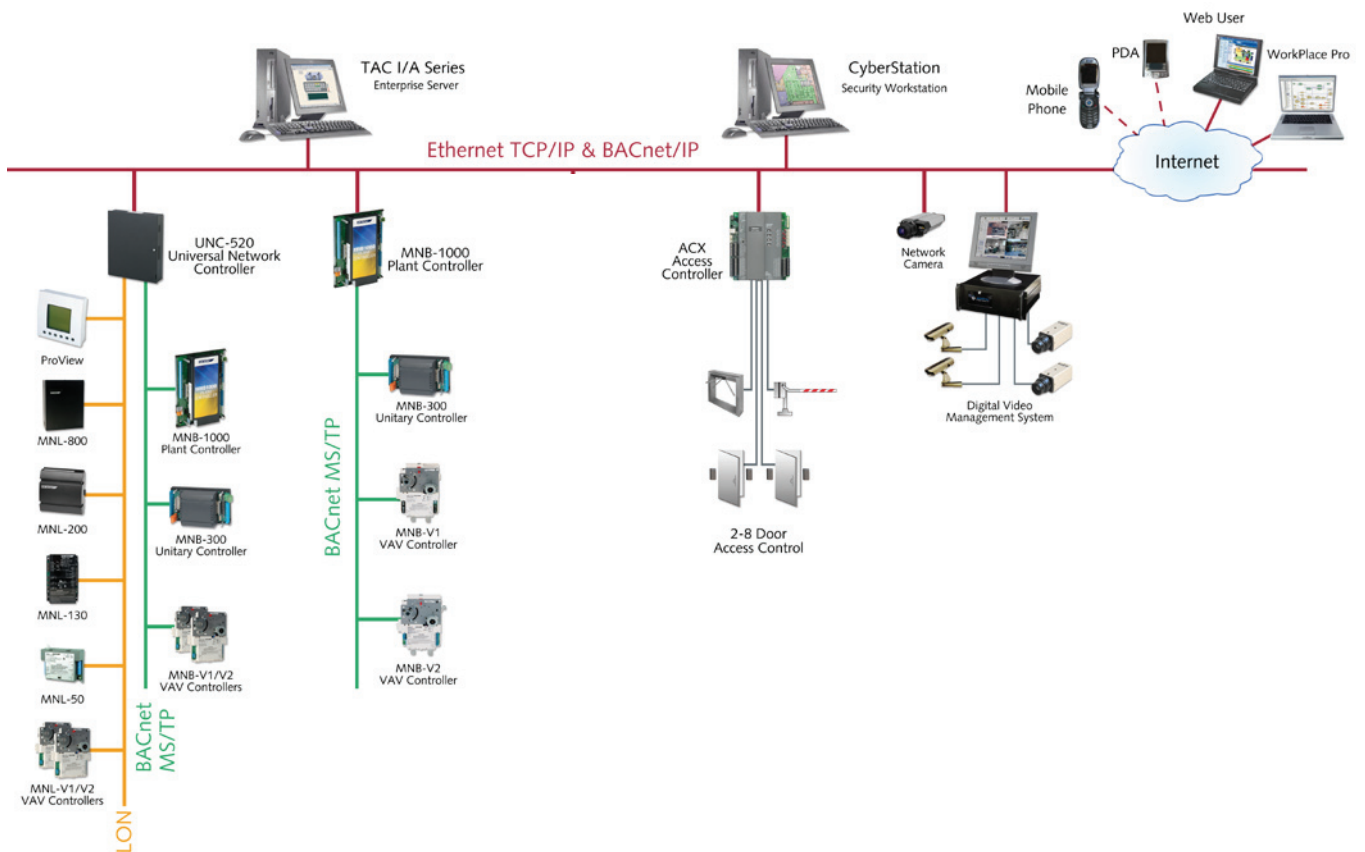 TAC I/A Series
Enterprise Server
CyberStation
Security Workstation
Web User
PDA
WorkPlace Pro
Mobile
Phone
Internet
Ethernet TCP/IP & BACnet/IP
UNC-520
Universal Network
Controller
MNB-1000
Plant Controller
ACX
Access
Controller
Network
Camera
Digital Video
Management System
ProView
MNL-800
MNL-200
MNL-130
MNL-50
MNL-V1/V2
VAV Controllers
LON
MNB-1000
Plant Controller
MNB-300
Unitary Controller
MNB-V1/V2
VAV Controllers
BACnet
MS/TP
BACnet MS/TP
MNB-300
Unitary Controller
MNB-V1
VAV Controller
MNB-V2
VAV Controller
2-8 Door
Access Control